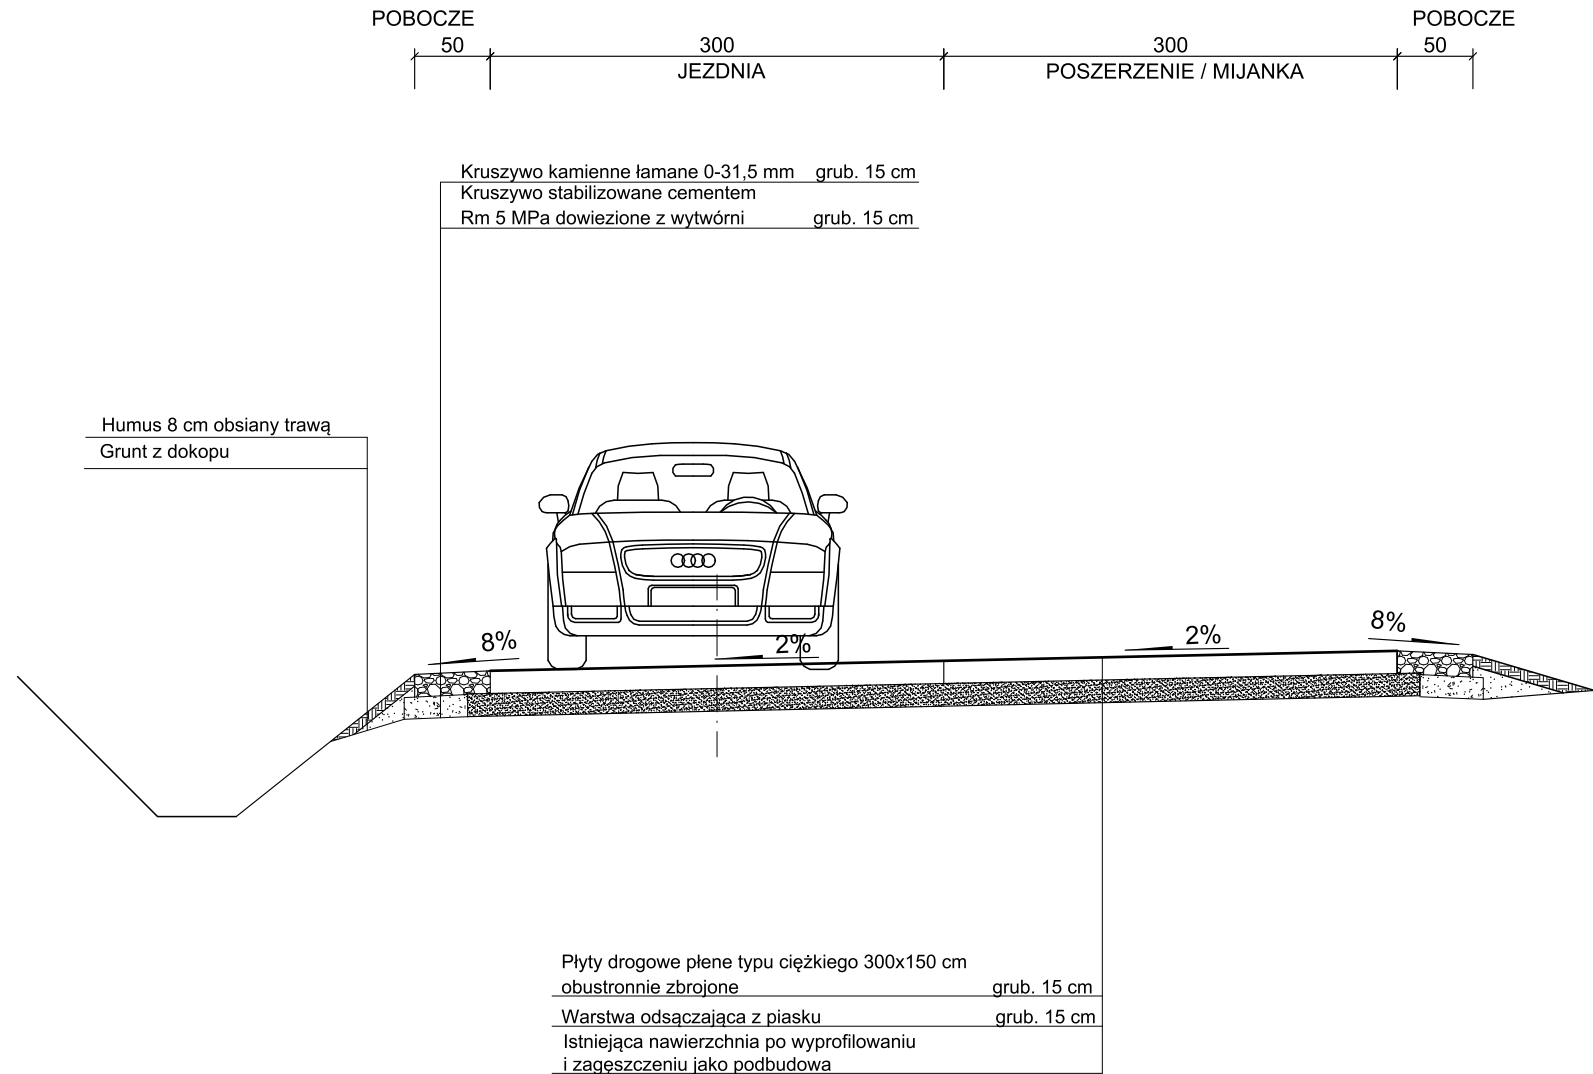 POBOCZE POBOCZE
50 300 300 50
JEZDNIA POSZERZENIE / MIJANKA
Kruszywo kamienne łamane 0-31,5 mm grub. 15 cm
Kruszywo stabilizowane cementem
Rm 5 MPa dowiezione z wytwórni grub. 15 cm
Humus 8 cm obsiany trawą
Grunt z dokopu
8% 2% 2% 8%
Płyty drogowe płene typu ciężkiego 300x150 cm
obustronnie zbrojone grub. 15 cm
Warstwa odsączająca z piasku grub. 15 cm
Istniejąca nawierzchnia po wyprofilowaniu
i zagęszczeniu jako podbudowa